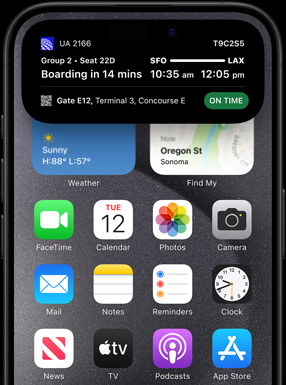 UA 2166
T9C2S5
Group 2 • Seat 22D
SFO
LAX
Boarding in 14 mins
10:35 am
12:05 pm
Gate E12, Terminal 3, Concourse E
ON TIME
Sunny
H:88° L:57°
Weather
Now
Oregon St
Sonoma
Find My
FaceTime
TUE
12
Calendar
Photos
Camera
Mail
Notes
Reminders
Clock
News
tv
TV
Podcasts
App Store